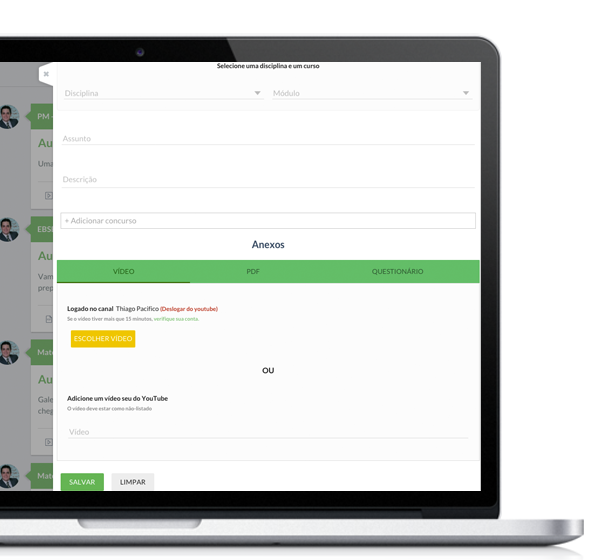 Selecione uma disciplina e um curso
Disciplina
Módulo
PM -
Au
Uma
Assunto
Descrição
+ Adicionar concurso
EBS
Au
Vam
prep
Anexos
VÍDEO
PDF
QUESTIONÁRIO
Logado no canal Thiago Pacifico (Deslogar do youtube)
Se o vídeo tiver mais que 15 minutos, verifique sua conta.
ESCOLHER VÍDEO
Mate
Au
Gale
cheg
OU
Adicione um vídeo seu do YouTube
O vídeo deve estar como não-listado
Vídeo
Mate
SALVAR
LIMPAR